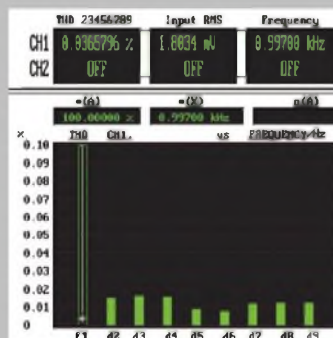 THD 23456789 Input RMS Frequency
CH1 0.0365796 % 1.8034 mV 0.99700 kHz
CH2 OFF OFF OFF
m(A) m(X) o(A)
100.00000 % 0.99700 kHz
% THD CH1. vs FREQUENCY/Hz
0.10
0.09
0.08
0.07
0.06
0.05
0.04
0.03
0.02
0.01
0
f1 d2 d3 d4 d5 d6 d7 d8 d9